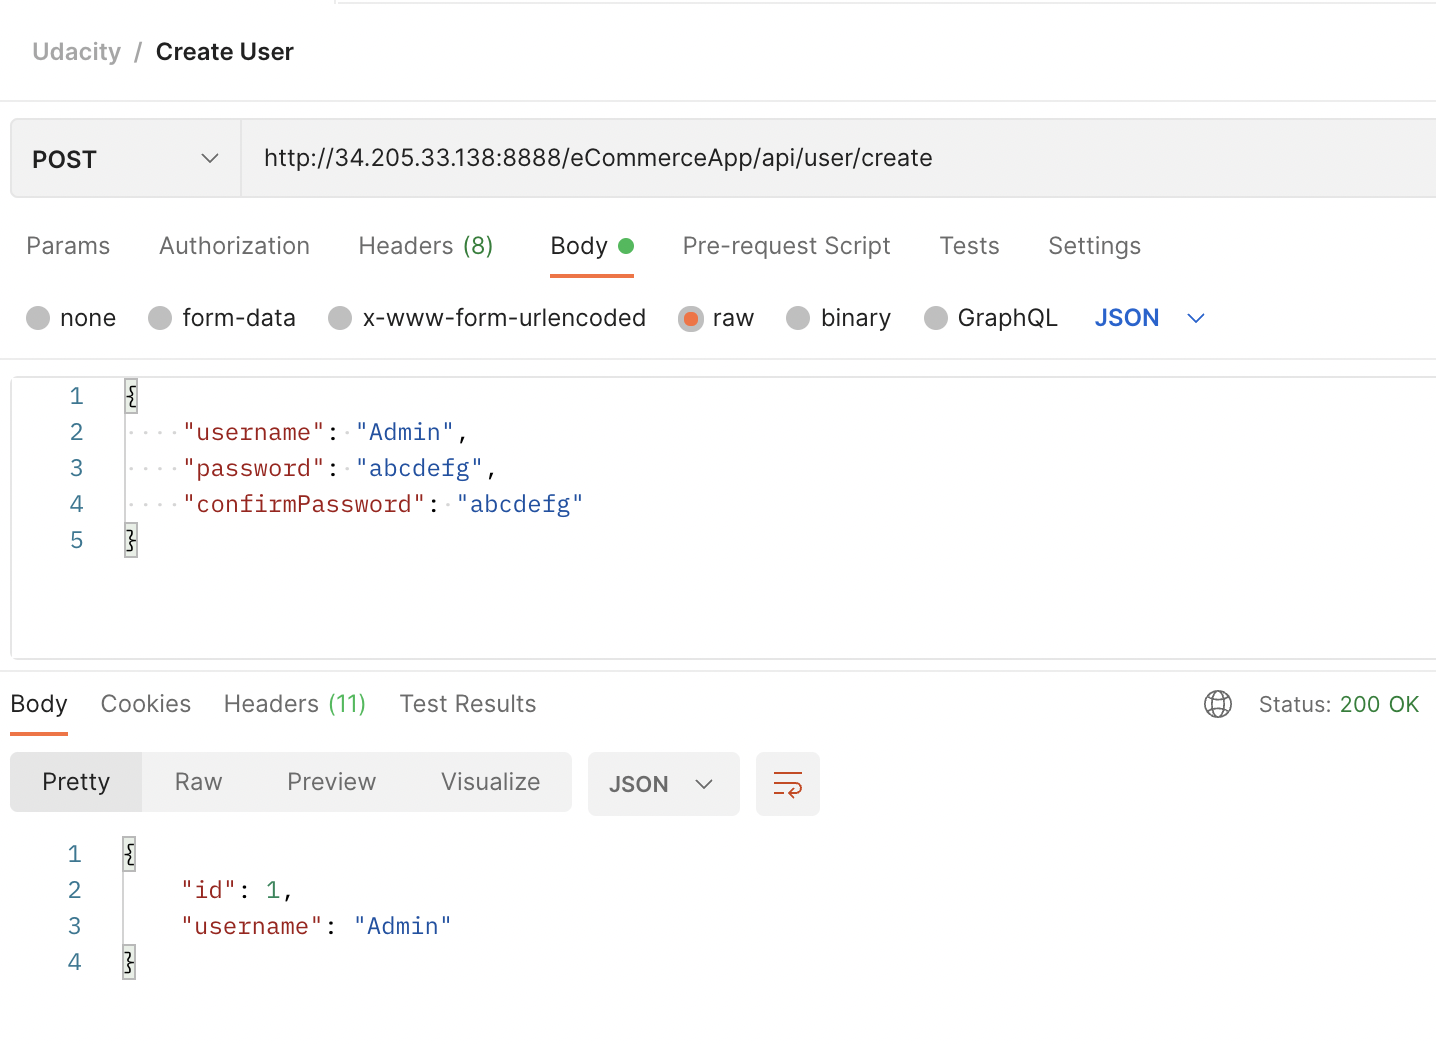 Udacity / Create User
POST http://34.205.33.138:8888/eCommerceApp/api/user/create
Params Authorization Headers (8) Body Pre-request Script Tests Settings
none form-data x-www-form-urlencoded raw binary GraphQL JSON
1 {
2 "username": "Admin",
3 "password": "abcdefg",
4 "confirmPassword": "abcdefg"
5 }
Body Cookies Headers (11) Test Results Status: 200 OK
Pretty Raw Preview Visualize JSON
1 {
2 "id": 1,
3 "username": "Admin"
4 }